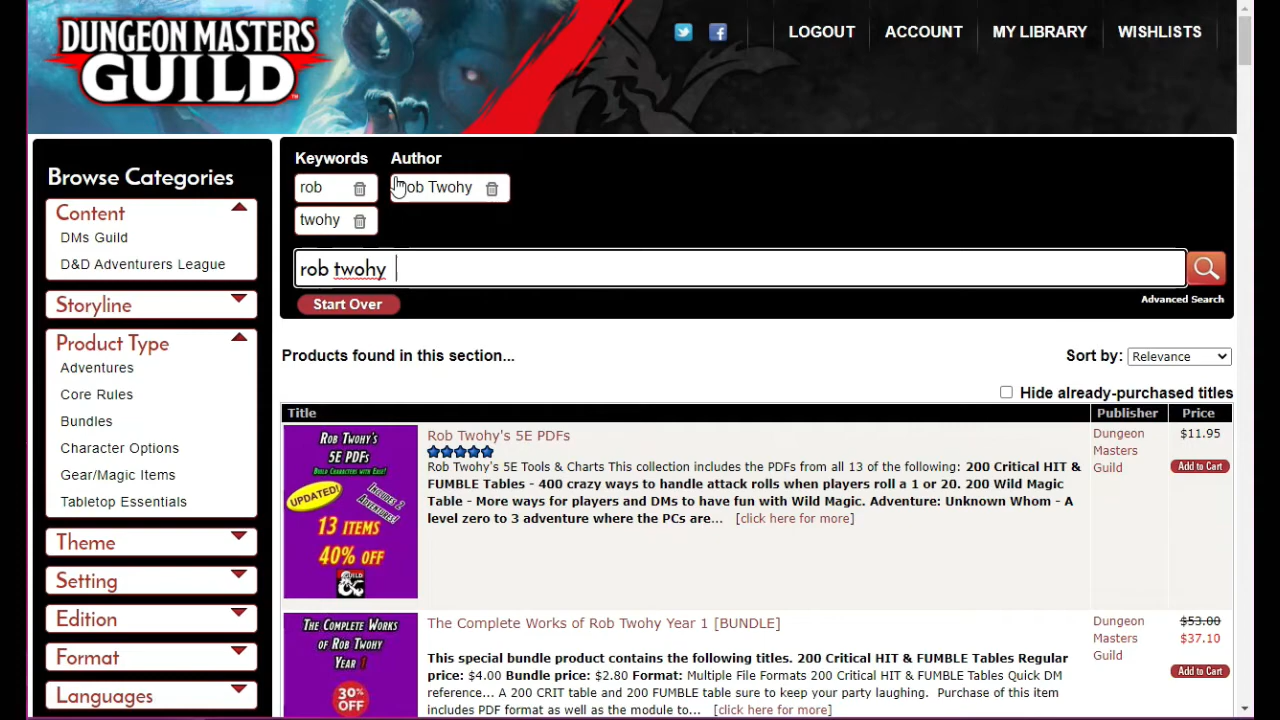 DUNGEON MASTERS
GUILD
LOGOUT
ACCOUNT
MY LIBRARY
WISHLISTS
Browse Categories
Content
DMs Guild
D&D Adventurers League
Storyline
Product Type
Adventures
Core Rules
Bundles
Character Options
Gear/Magic Items
Tabletop Essentials
Theme
Setting
Edition
Format
Languages
Keywords
Author
rob
ob Twohy
twohy
rob twohy
Start Over
Advanced Search
Products found in this section...
Sort by: Relevance
Hide already-purchased titles
Title
Publisher
Price
ROB TWOHY'S
5E PDFs
BUILD CHARACTERS WITH EASE!
UPDATED!
INCLUDES 2
ADVENTURES!
13 ITEMS
40% OFF
GUILD
Rob Twohy's 5E PDFs
Rob Twohy's 5E Tools & Charts This collection includes the PDFs from all 13 of the following: 200 Critical HIT &
FUMBLE Tables - 400 crazy ways to handle attack rolls when players roll a 1 or 20. 200 Wild Magic
Table - More ways for players and DMs to have fun with Wild Magic. Adventure: Unknown Whom - A
level zero to 3 adventure where the PCs are... [click here for more]
Dungeon
Masters
Guild
$11.95
Add to Cart
THE COMPLETE WORKS
OF ROB TWOHY
YEAR 1
30%
OFF
The Complete Works of Rob Twohy Year 1 [BUNDLE]
This special bundle product contains the following titles. 200 Critical HIT & FUMBLE Tables Regular
price: $4.00 Bundle price: $2.80 Format: Multiple File Formats 200 Critical HIT & FUMBLE Tables Quick DM
reference... A 200 CRIT table and 200 FUMBLE table sure to keep your party laughing. Purchase of this item
includes PDF format as well as the module to... [click here for more]
Dungeon
Masters
Guild
$53.00
$37.10
Add to Cart